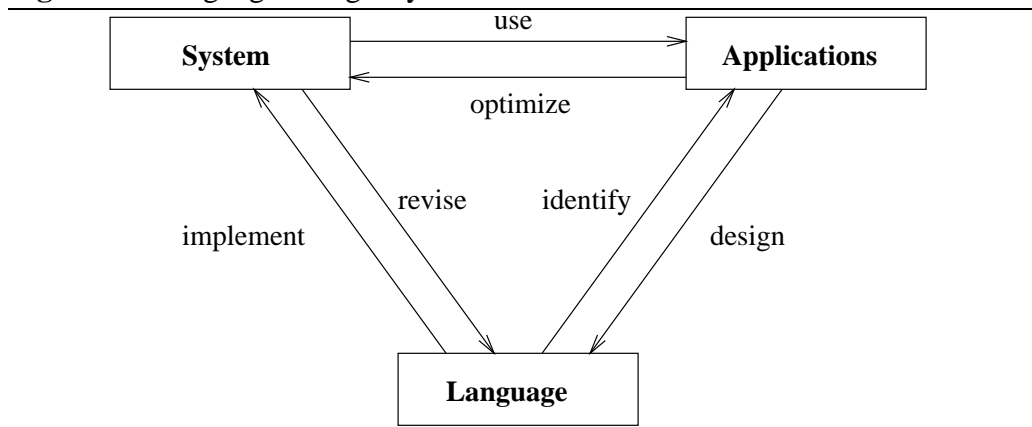 use
System
Applications
optimize
revise
identify
implement
design
Language